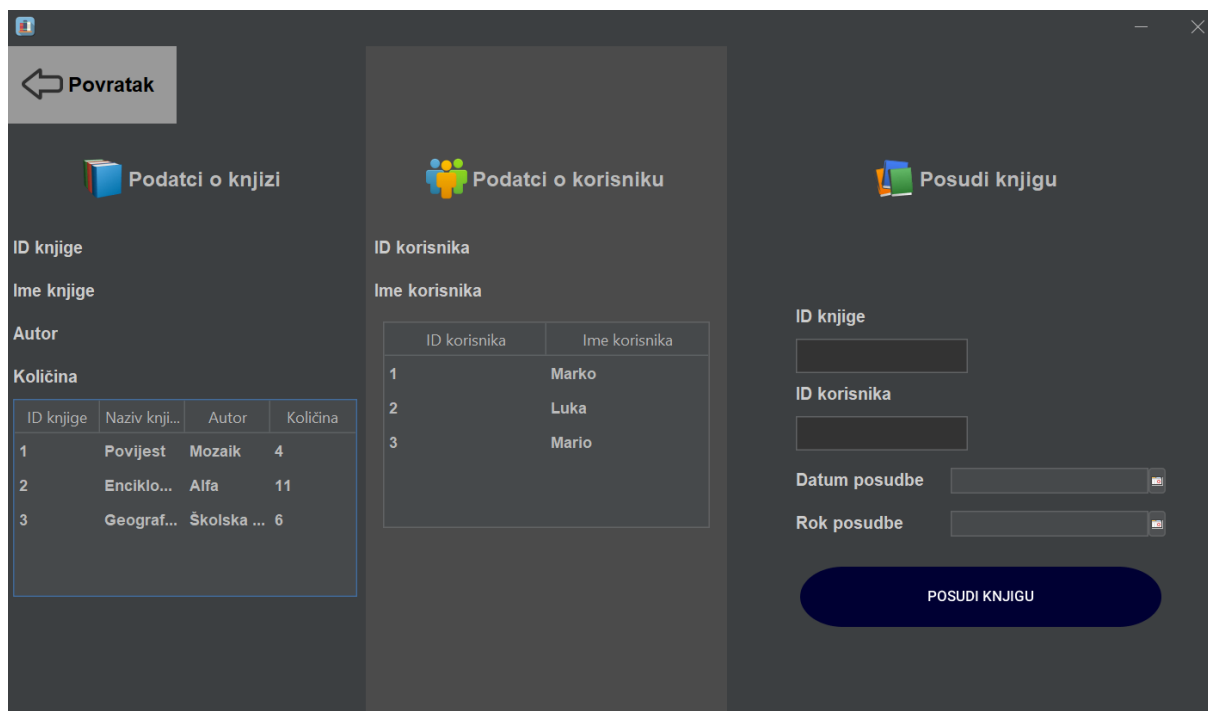 Povratak
Podatci o knjizi
ID knjige
Ime knjige
Autor
Količina
ID knjige Naziv knji... Autor Količina
1 Povijest Mozaik 4
2 Enciklo... Alfa 11
3 Geograf... Školska ... 6
Podatci o korisniku
ID korisnika
Ime korisnika
ID korisnika Ime korisnika
1 Marko
2 Luka
3 Mario
Posudi knjigu
ID knjige
ID korisnika
Datum posudbe
Rok posudbe
POSUDI KNJIGU